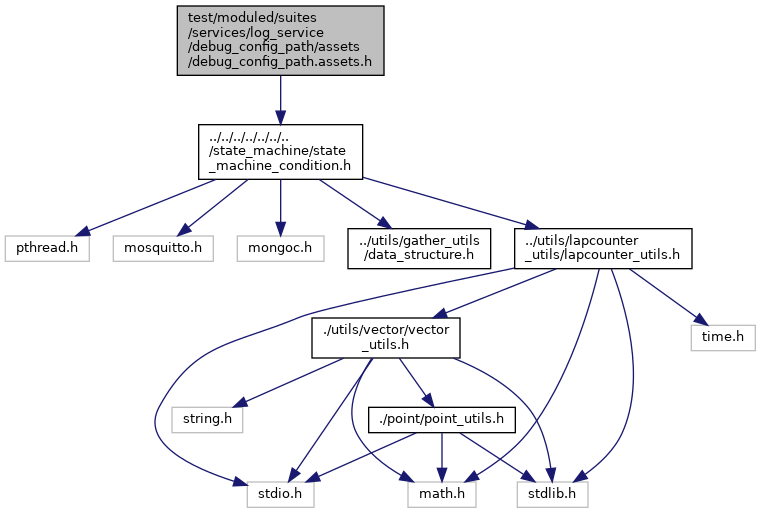 test/moduled/suites
/services/log_service
/debug_config_path/assets
/debug_config_path.assets.h
../../../../../../..
/state_machine/state
_machine_condition.h
pthread.h
mosquitto.h
mongoc.h
../utils/gather_utils
/data_structure.h
../utils/lapcounter
_utils/lapcounter_utils.h
./utils/vector/vector
_utils.h
time.h
string.h
./point/point_utils.h
stdio.h
math.h
stdlib.h